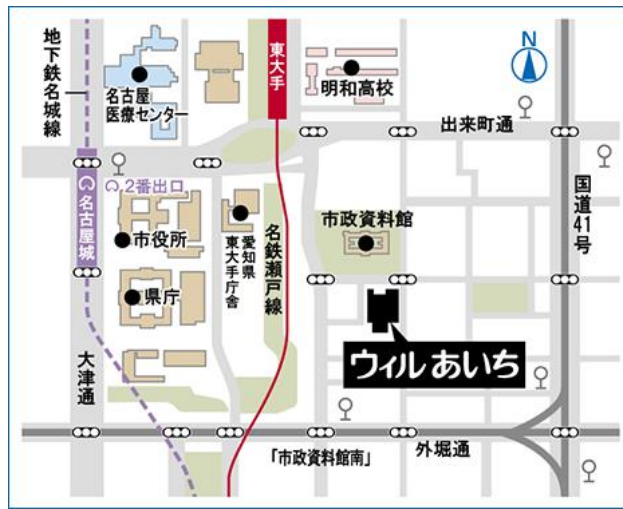 地下鉄名城線
名古屋
医療センター
東大手
明和高校
N
出来町通
2番出口
名古屋城
市役所
愛知県
東大手庁舎
名鉄瀬戸線
市政資料館
国道41号
県庁
ウィルあいち
大津通
「市政資料館南」
外堀通